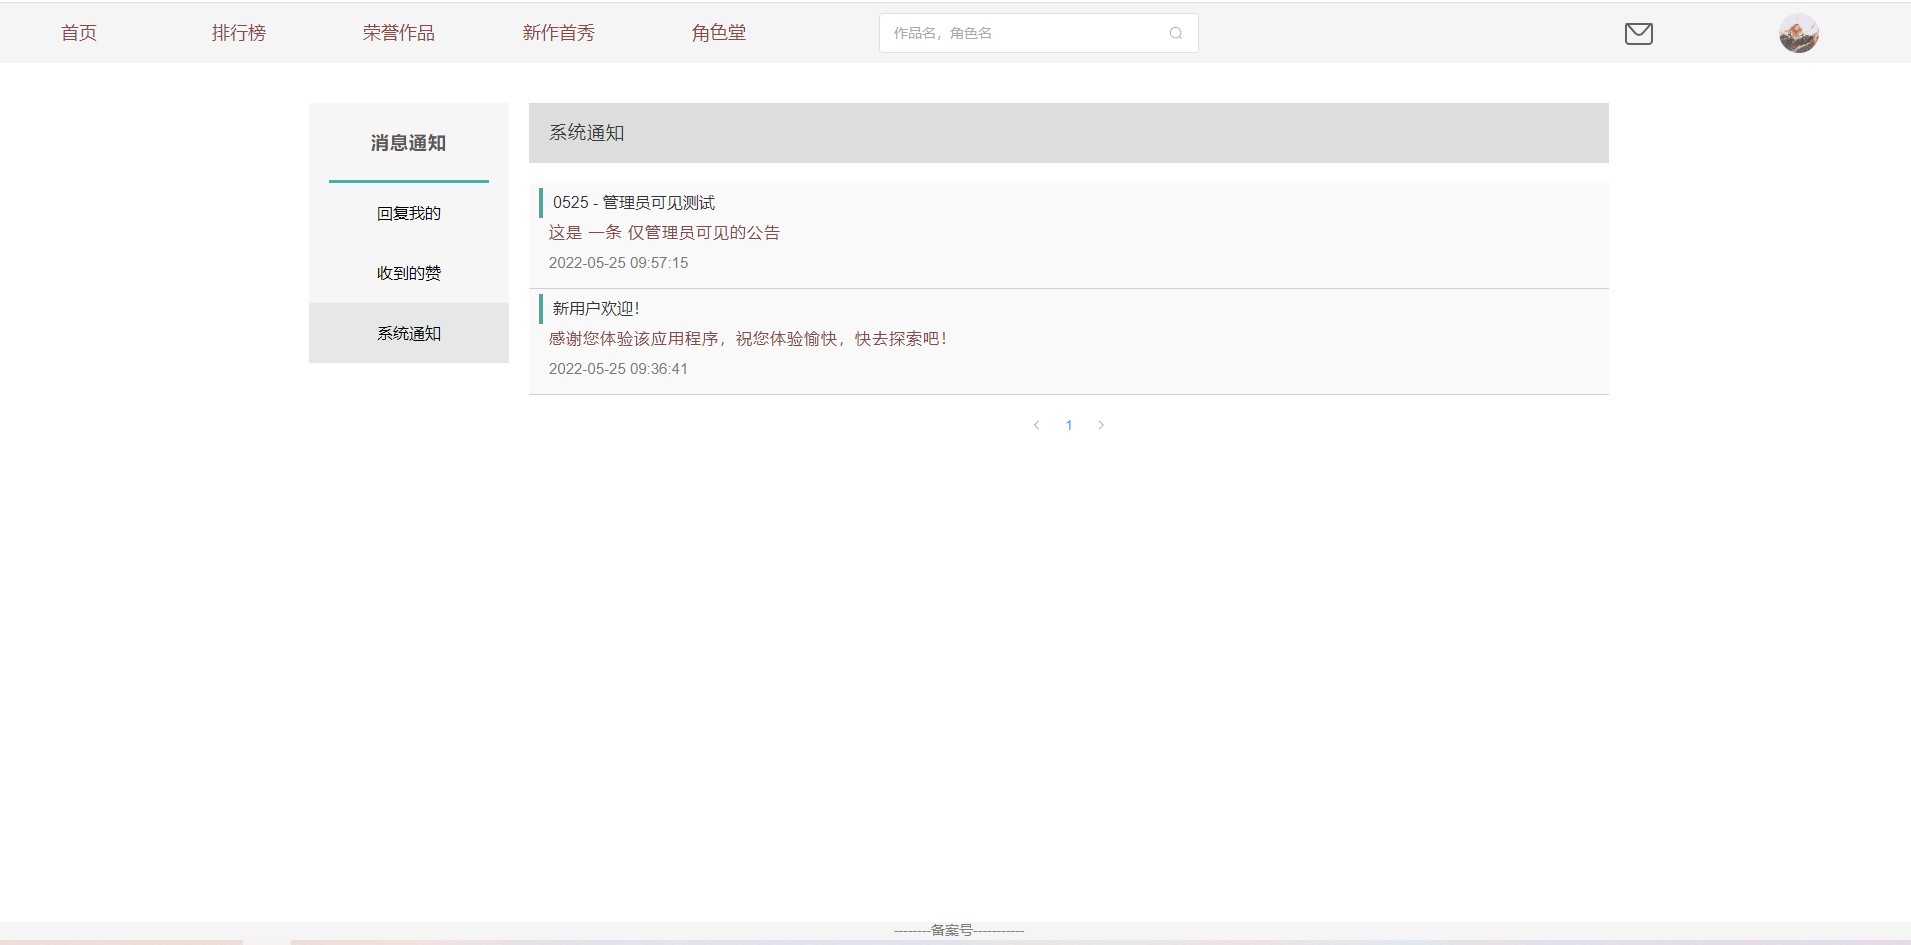 首页 排行榜 荣誉作品 新作首秀 角色堂 作品名，角色名
消息通知
回复我的
收到的赞
系统通知
系统通知
0525 - 管理员可见测试
这是 一条 仅管理员可见的公告
2022-05-25 09:57:15
新用户欢迎！
感谢您体验该应用程序，祝您体验愉快，快去探索吧！
2022-05-25 09:36:41
1
--------备案号-----------